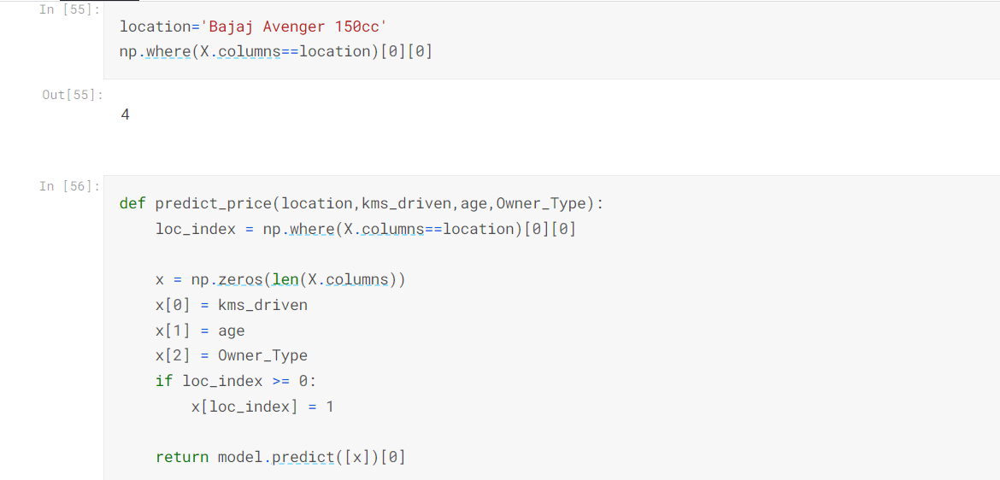 In [55]:
location='Bajaj Avenger 150cc'
np.where(X.columns==location)[0][0]
Out[55]:
4
In [56]:
def predict_price(location,kms_driven,age,Owner_Type):
    loc_index = np.where(X.columns==location)[0][0]
    x = np.zeros(len(X.columns))
    x[0] = kms_driven
    x[1] = age
    x[2] = Owner_Type
    if loc_index >= 0:
        x[loc_index] = 1
    return model.predict([x])[0]